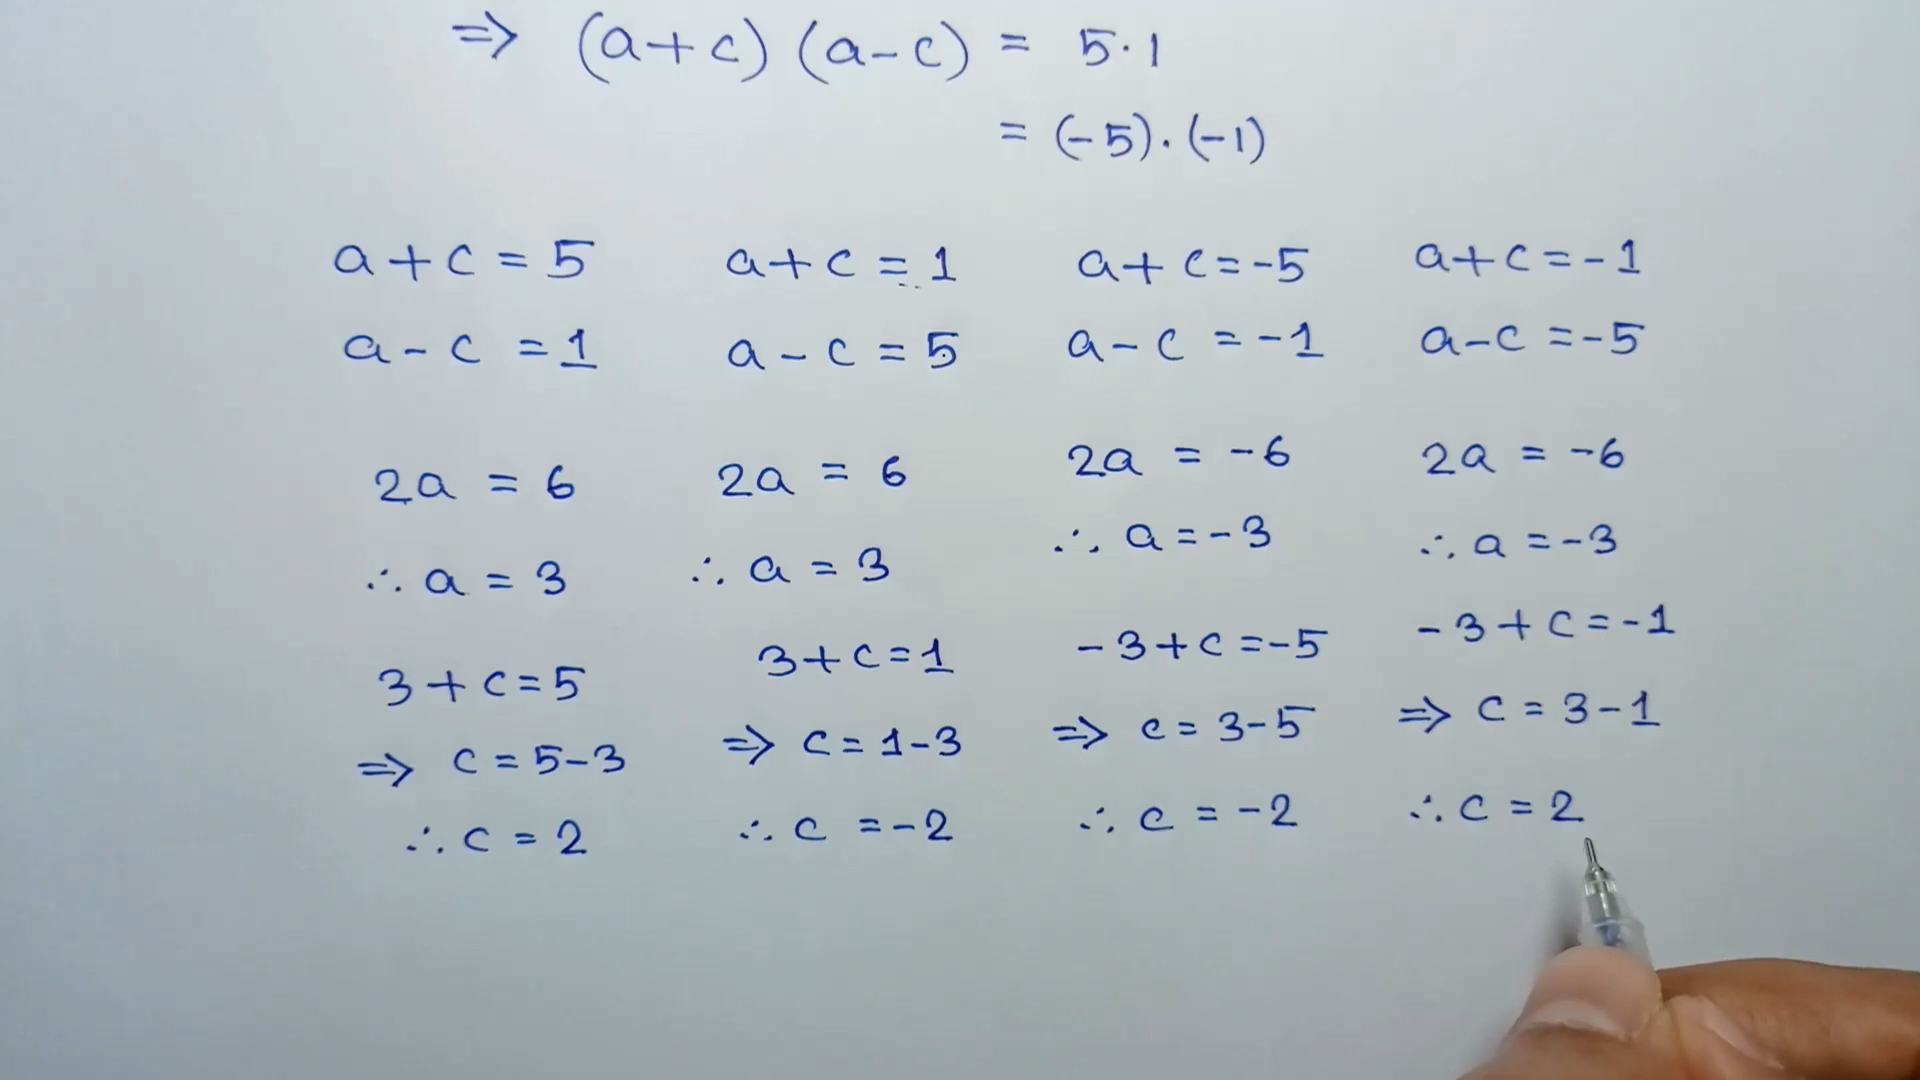 ⇒ (a+c) (a-c) = 5·1
= (-5)·(-1)
a+c = 5
a-c = 1
2a = 6
∴ a = 3
3+c=5
⇒ c = 5-3
∴ c = 2
a+c = 1
a-c = 5
2a = 6
∴ a = 3
3+c=1
⇒ c = 1-3
∴ c = -2
a+c=-5
a-c = -1
2a = -6
∴ a = -3
-3+c=-5
⇒ c = 3-5
∴ c = -2
a+c=-1
a-c=-5
2a = -6
∴ a = -3
-3+c=-1
⇒ c = 3-1
∴ c = 2